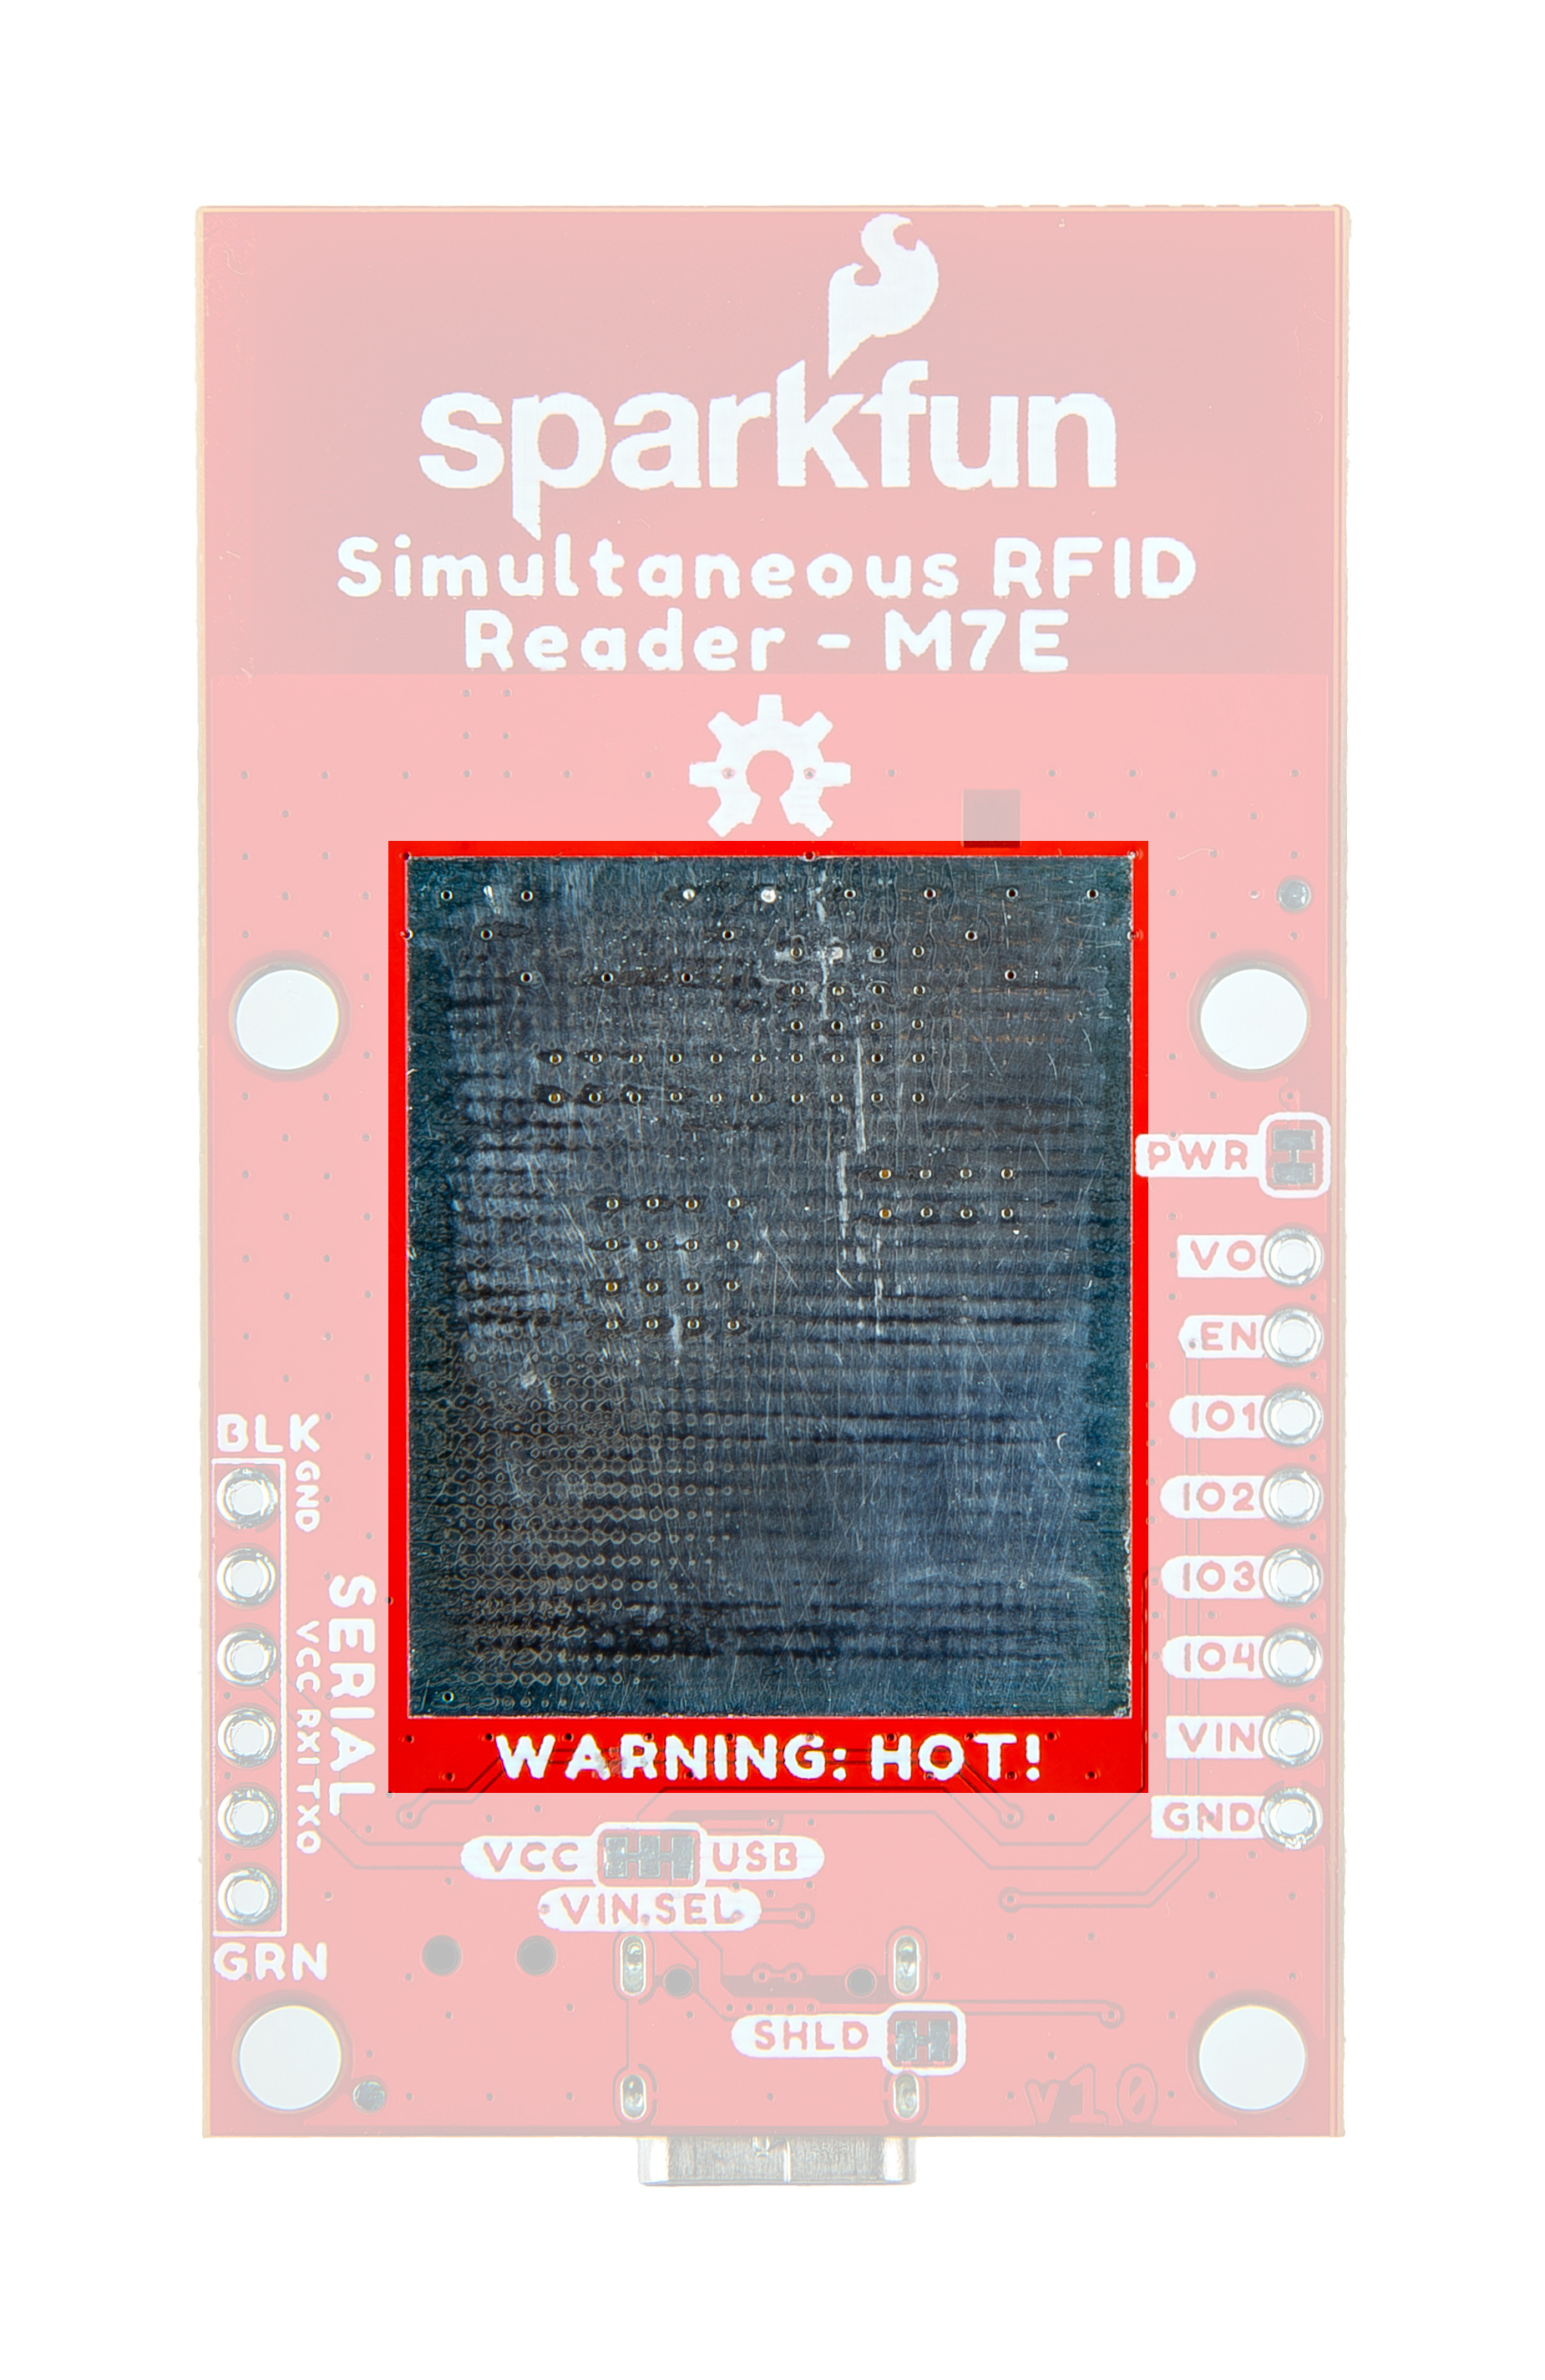 sparkfun
Simultaneous RFID
Reader - M7E
PWR
VO
EN
IO1
IO2
IO3
IO4
VIN
GND
BLK
GND
SERIAL
VCC RXI TXO
GRN
WARNING: HOT!
VCC USB
VIN SEL
SHLD
v10